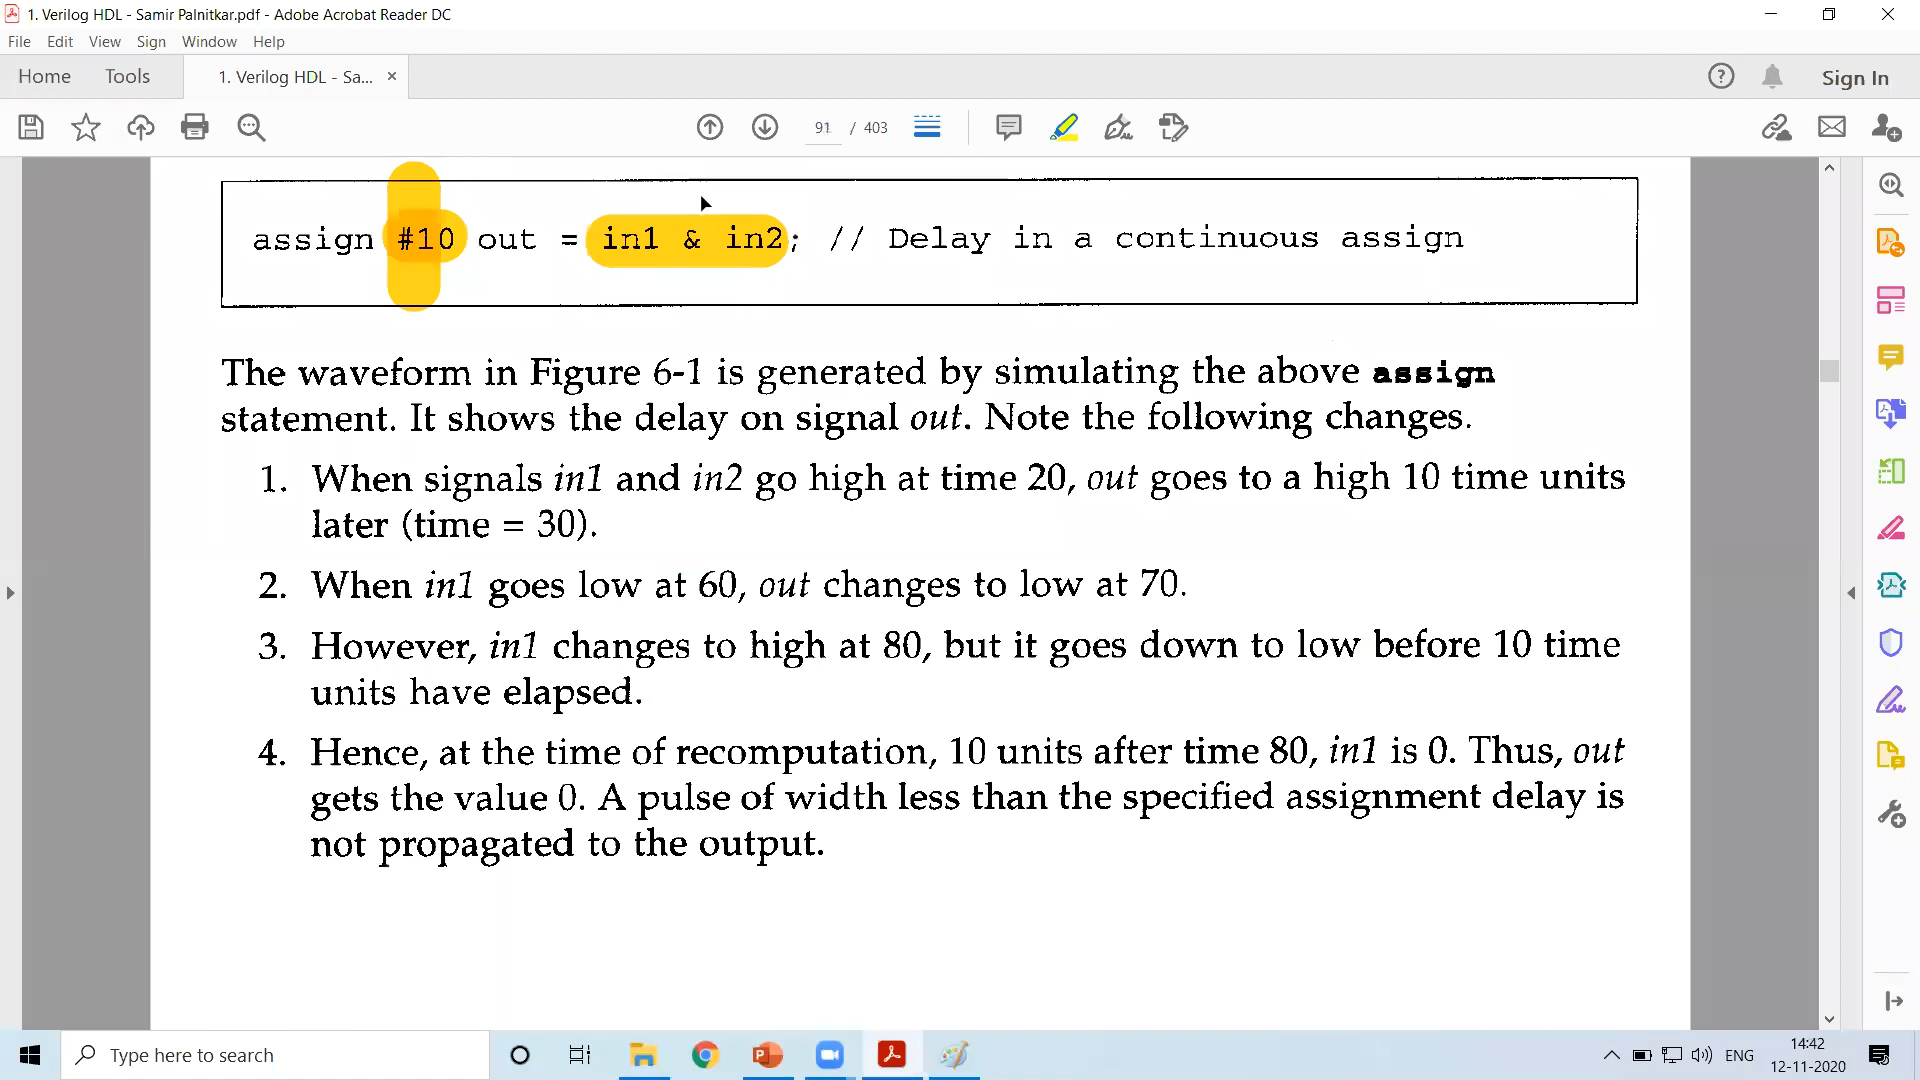 1. Verilog HDL - Samir Palnitkar.pdf - Adobe Acrobat Reader DC
File Edit View Sign Window Help
Home Tools 1. Verilog HDL - Sa... × Sign In
91 / 403
assign #10 out = in1 & in2; // Delay in a continuous assign
The waveform in Figure 6-1 is generated by simulating the above assign
statement. It shows the delay on signal out. Note the following changes.
1. When signals in1 and in2 go high at time 20, out goes to a high 10 time units
later (time = 30).
2. When in1 goes low at 60, out changes to low at 70.
3. However, in1 changes to high at 80, but it goes down to low before 10 time
units have elapsed.
4. Hence, at the time of recomputation, 10 units after time 80, in1 is 0. Thus, out
gets the value 0. A pulse of width less than the specified assignment delay is
not propagated to the output.
Type here to search
ENG
14:42
12-11-2020